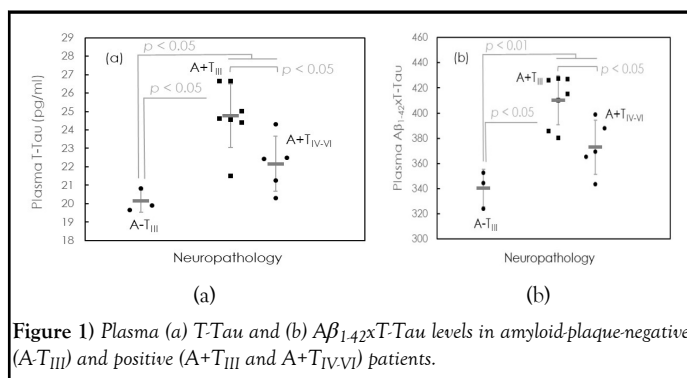 (a)
p < 0.05
p < 0.05
p < 0.05
A+TIII
A+TIV-VI
A-TIII
Plasma T-Tau (pg/ml)
29
28
27
26
25
24
23
22
21
20
19
18
Neuropathology
(a)
(b)
p < 0.01
p < 0.05
p < 0.05
A+TIII
A+TIV-VI
A-TIII
Plasma Aβ1-42xT-Tau
460
440
420
400
380
360
340
320
300
Neuropathology
(b)
Figure 1) Plasma (a) T-Tau and (b) Aβ1-42xT-Tau levels in amyloid-plaque-negative
(A-TIII) and positive (A+TIII and A+TIV-VI) patients.